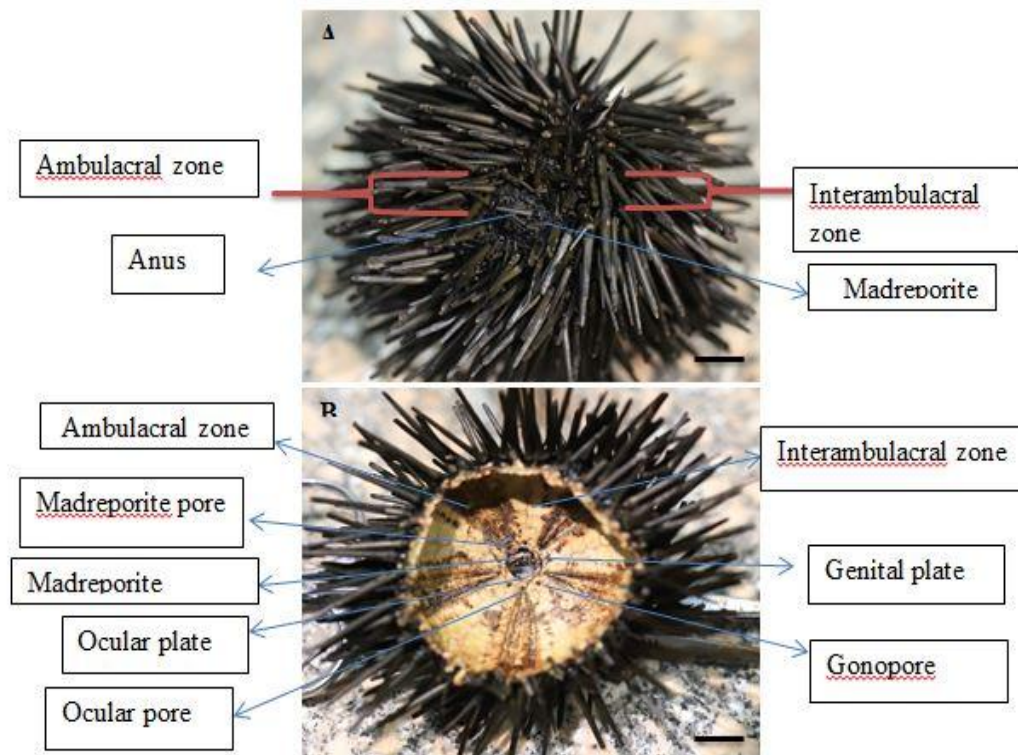 A
Ambulacral zone
Interambulacral
zone
Anus
Madreporite
B
Ambulacral zone
Interambulacral zone
Madreporite pore
Madreporite
Genital plate
Ocular plate
Gonopore
Ocular pore